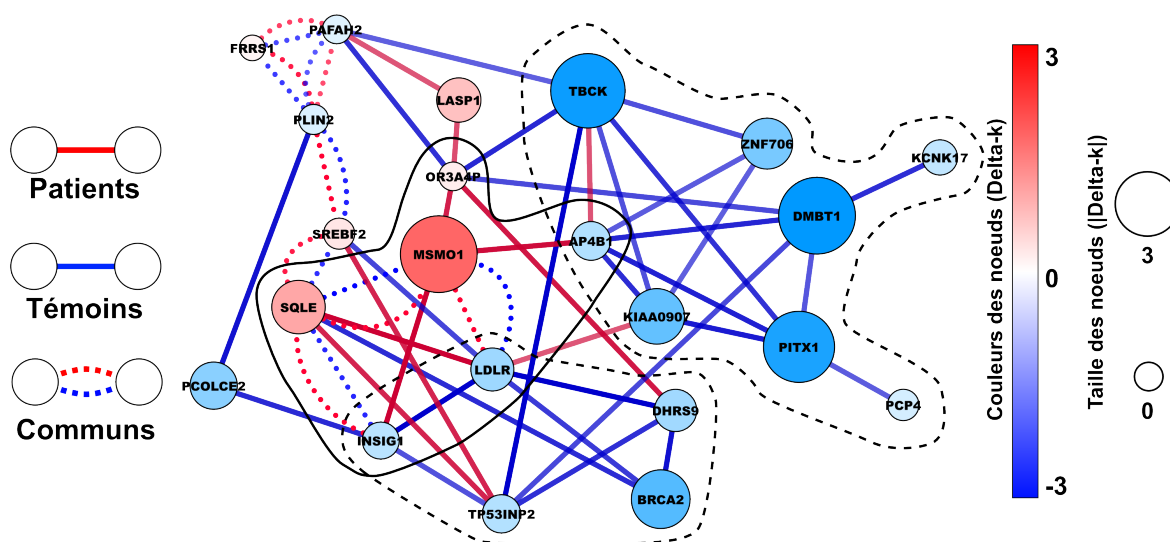 Patients
Témoins
Communs
FRRS1
PAFAH2
LASP1
PLIN2
OR3A4P
SREBF2
MSMO1
SQLE
PCOLCE2
INSIG1
LDLR
TP53INP2
BRCA2
DHRS9
KIAA0907
AP4B1
TBCK
ZNF706
KCNK17
DMBT1
PITX1
PCP4
Couleurs des noeuds (Delta-k)
3
0
-3
Taille des noeuds (|Delta-k|)
3
0